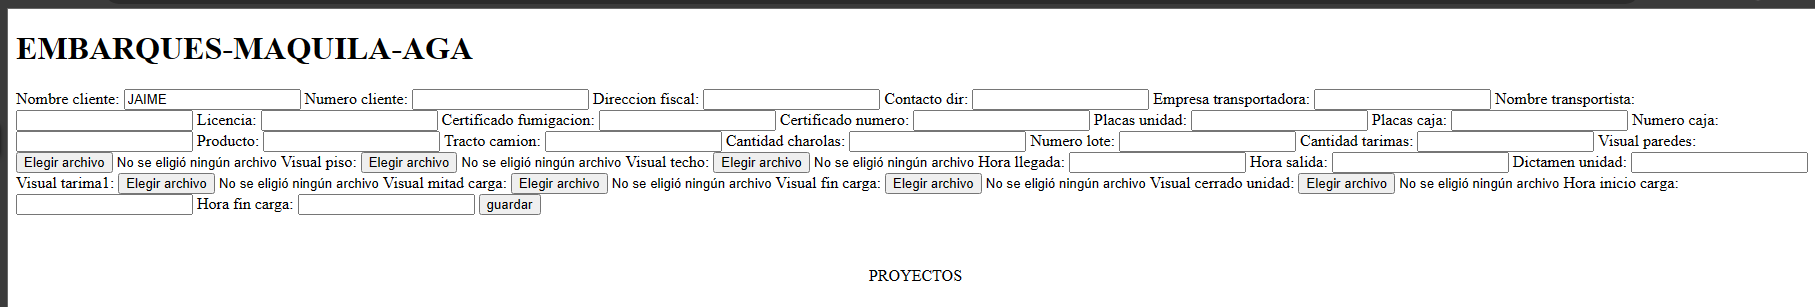 EMBARQUES-MAQUILA-AGA
Nombre cliente: JAIME Numero cliente: Direccion fiscal: Contacto dir: Empresa transportadora: Nombre transportista:
Licencia: Certificado fumigacion: Certificado numero: Placas unidad: Placas caja: Numero caja:
Producto: Tracto camion: Cantidad charolas: Numero lote: Cantidad tarimas: Visual paredes:
Elegir archivo No se eligió ningún archivo Visual piso: Elegir archivo No se eligió ningún archivo Visual techo: Elegir archivo No se eligió ningún archivo Hora llegada: Hora salida: Dictamen unidad:
Visual tarima1: Elegir archivo No se eligió ningún archivo Visual mitad carga: Elegir archivo No se eligió ningún archivo Visual fin carga: Elegir archivo No se eligió ningún archivo Visual cerrado unidad: Elegir archivo No se eligió ningún archivo Hora inicio carga:
Hora fin carga: guardar
PROYECTOS